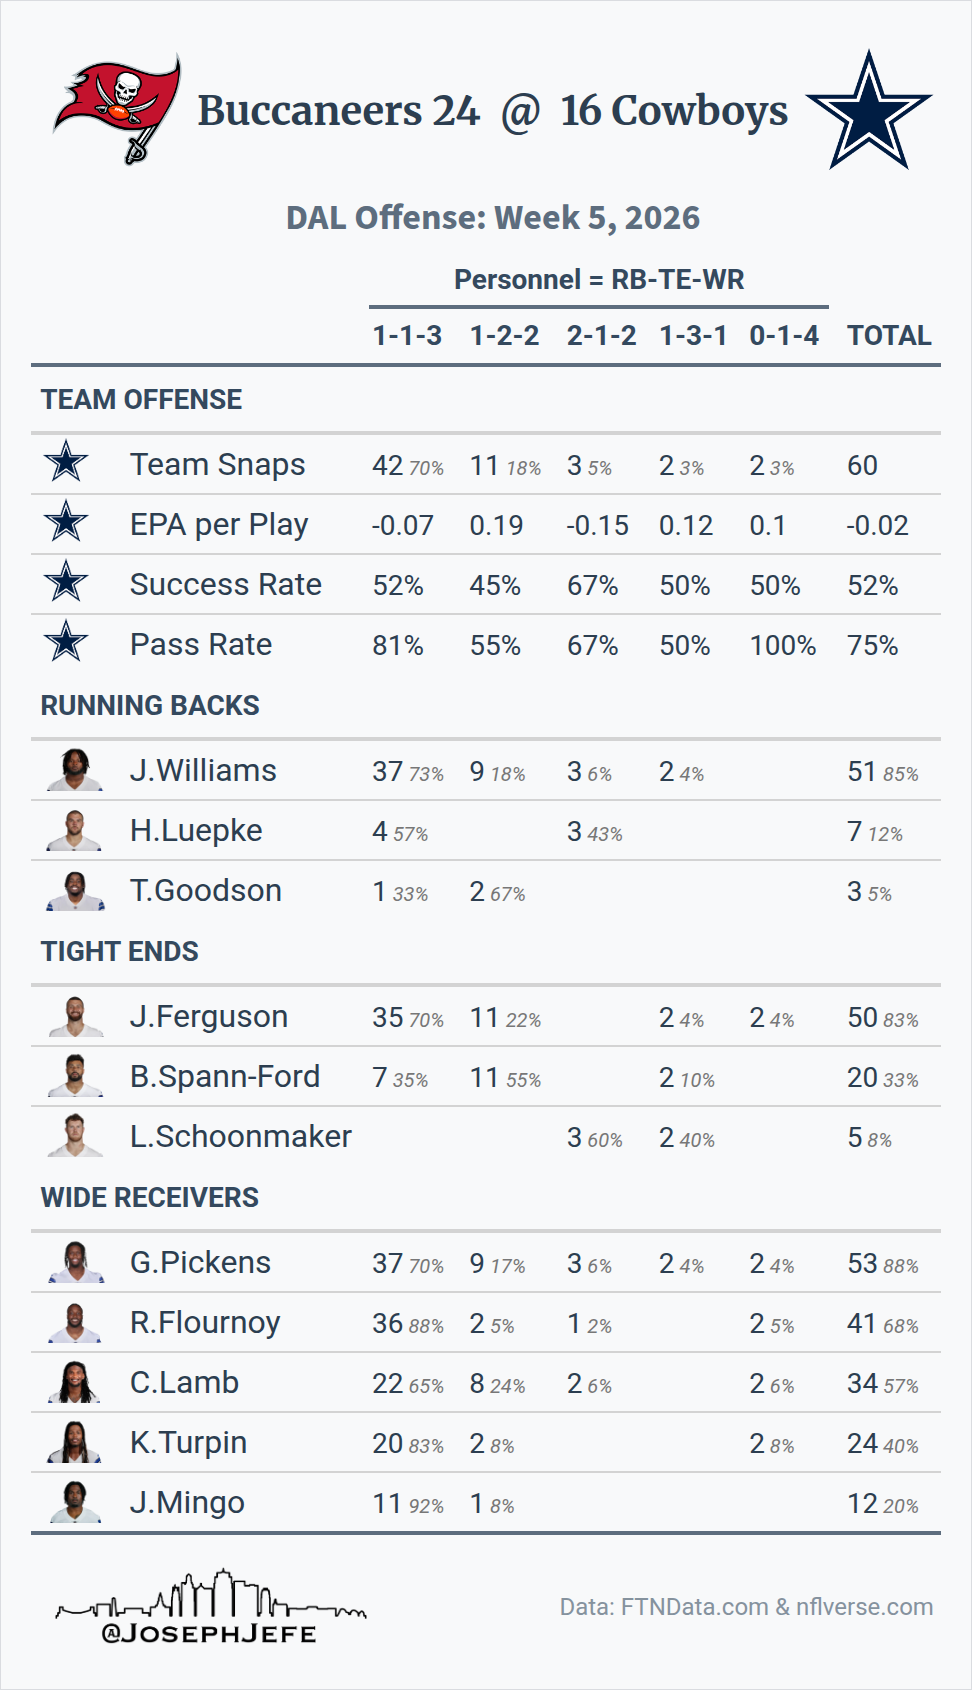 Buccaneers 24 @ 16 Cowboys
DAL Offense: Week 5, 2026
Personnel = RB-TE-WR
1-1-3 1-2-2 2-1-2 1-3-1 0-1-4 TOTAL
TEAM OFFENSE
Team Snaps 42 70% 11 18% 3 5% 2 3% 2 3% 60
EPA per Play -0.07 0.19 -0.15 0.12 0.1 -0.02
Success Rate 52% 45% 67% 50% 50% 52%
Pass Rate 81% 55% 67% 50% 100% 75%
RUNNING BACKS
J.Williams 37 73% 9 18% 3 6% 2 4% 51 85%
H.Luepke 4 57% 3 43% 7 12%
T.Goodson 1 33% 2 67% 3 5%
TIGHT ENDS
J.Ferguson 35 70% 11 22% 2 4% 2 4% 50 83%
B.Spann-Ford 7 35% 11 55% 2 10% 20 33%
L.Schoonmaker 3 60% 2 40% 5 8%
WIDE RECEIVERS
G.Pickens 37 70% 9 17% 3 6% 2 4% 2 4% 53 88%
R.Flournoy 36 88% 2 5% 1 2% 2 5% 41 68%
C.Lamb 22 65% 8 24% 2 6% 2 6% 34 57%
K.Turpin 20 83% 2 8% 2 8% 24 40%
J.Mingo 11 92% 1 8% 12 20%
@JOSEPHJEFE
Data: FTNData.com & nflverse.com